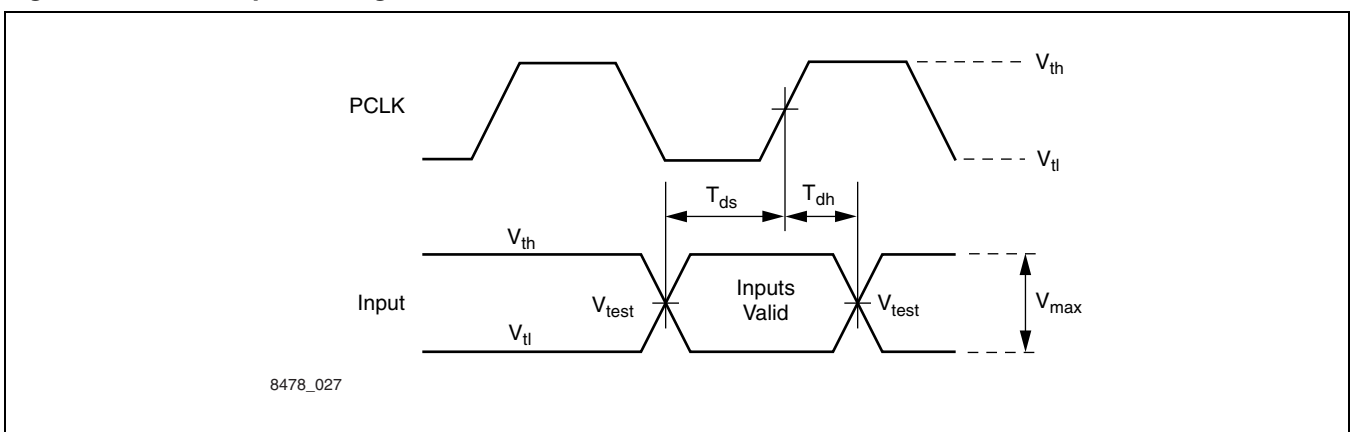 V_th
PCLK
V_tl
T_ds T_dh
V_th
Input
V_test
Inputs
Valid
V_test
V_max
V_tl
8478_027